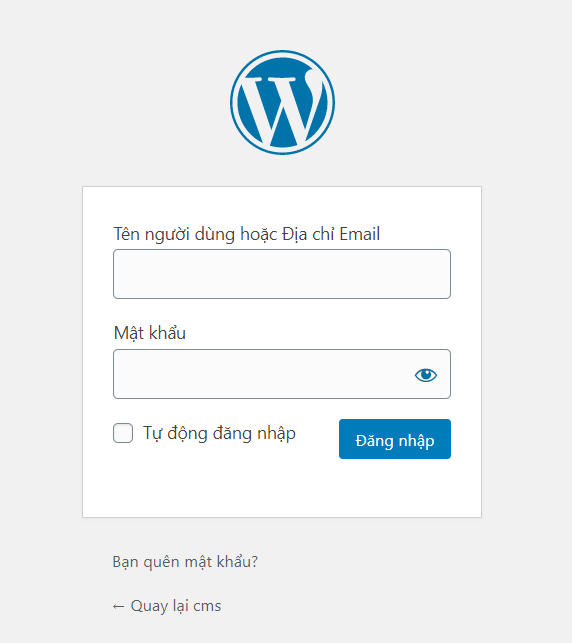 Tên người dùng hoặc Địa chỉ Email
Mật khẩu
Tự động đăng nhập
Đăng nhập
Bạn quên mật khẩu?
← Quay lại cms